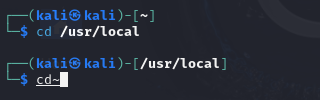 ┌──(kali㉿kali)-[~]
└─$ cd /usr/local
┌──(kali㉿kali)-[/usr/local]
└─$ cd~